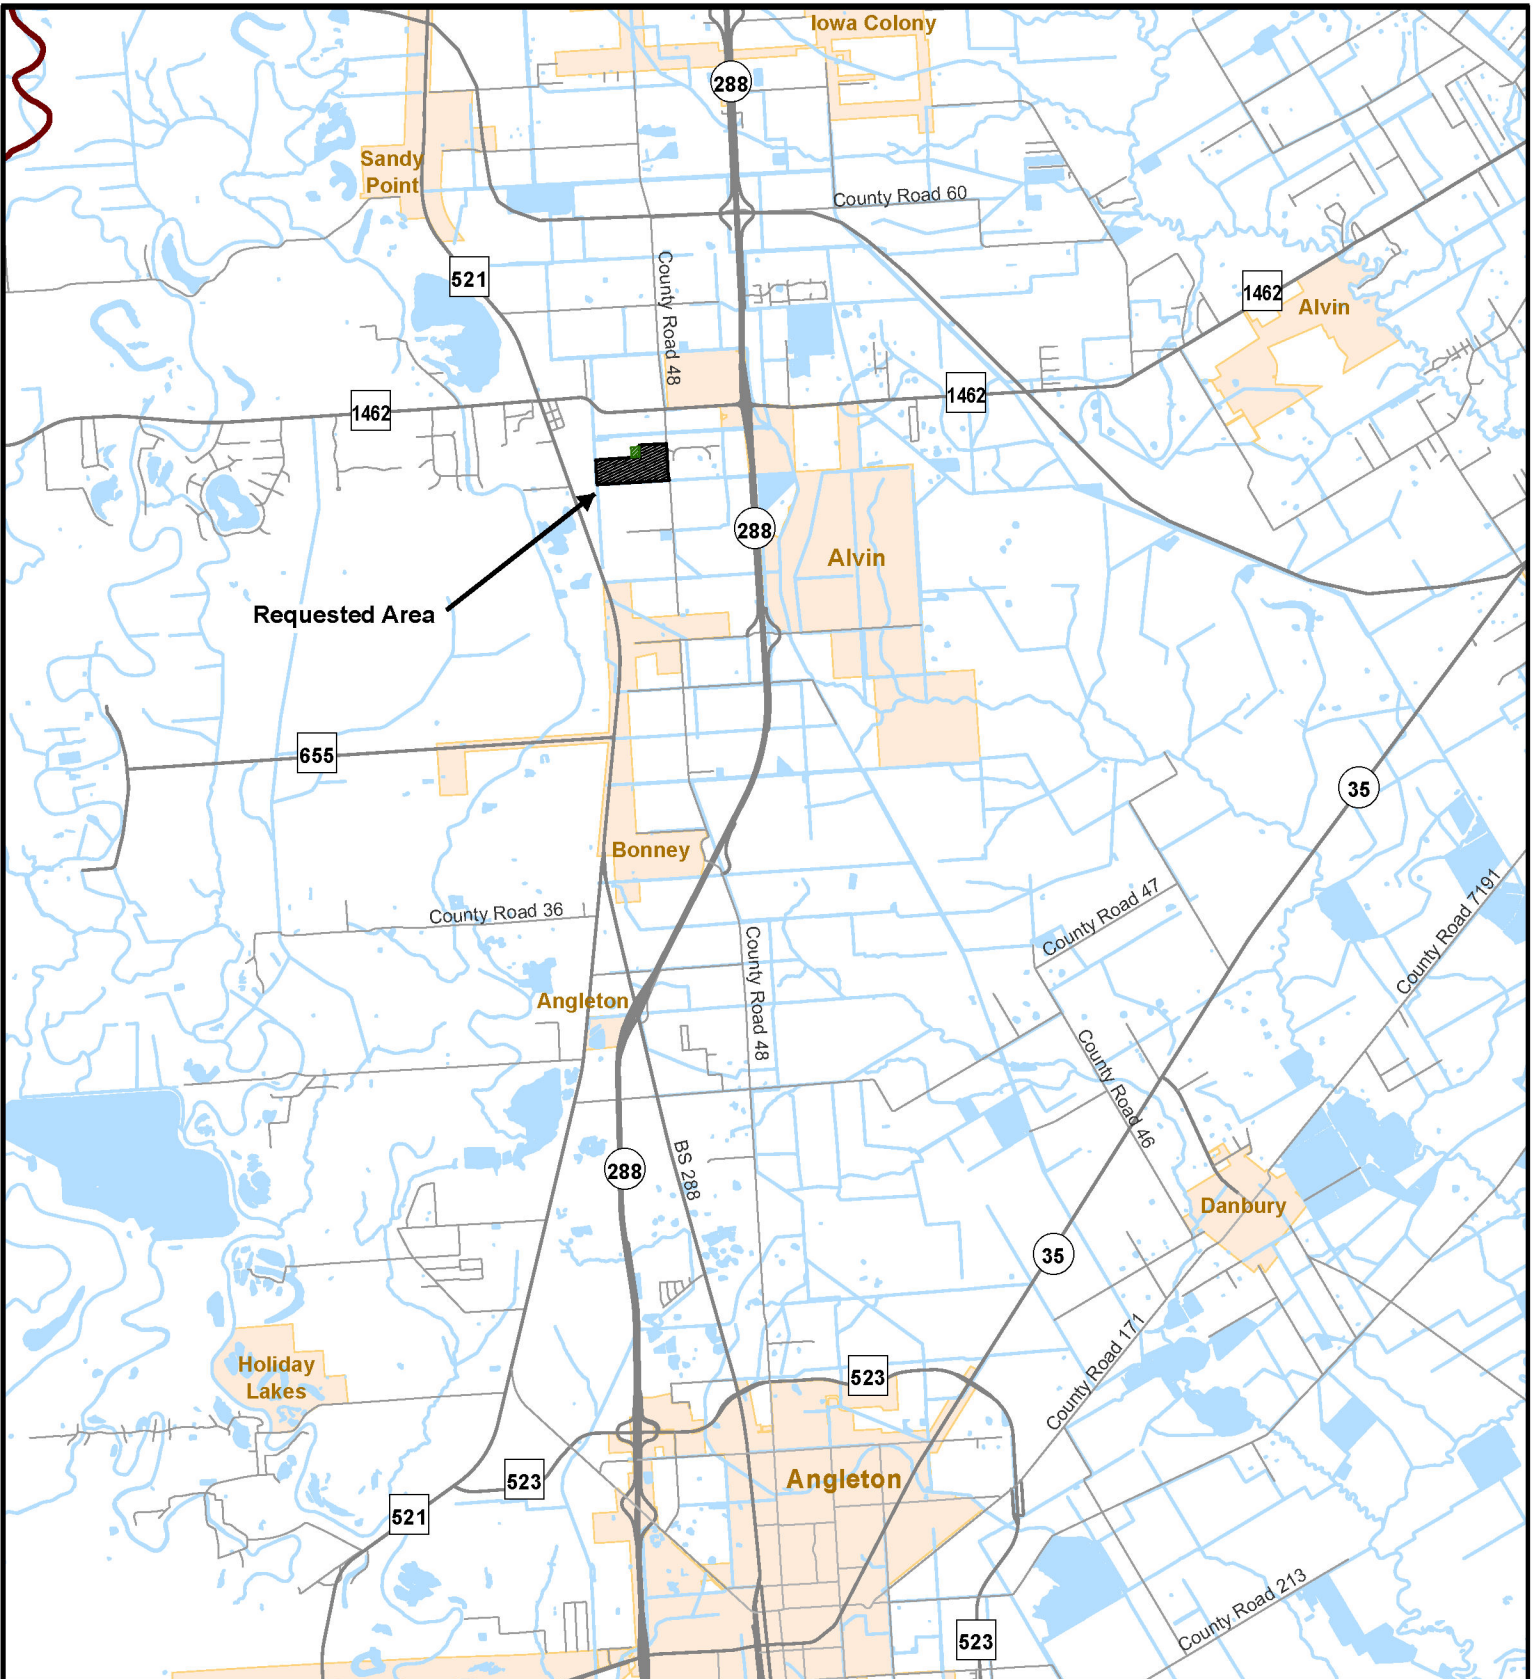 Iowa Colony
288
Sandy
Point
County Road 60
521
County Road 48
1462
Alvin
1462
1462
288
Alvin
Requested Area
655
35
Bonney
County Road 47
County Road 7191
County Road 36
County Road 48
Angleton
County Road 46
BS 288
288
Danbury
35
County Road 171
Holiday
Lakes
523
523
Angleton
521
County Road 213
523